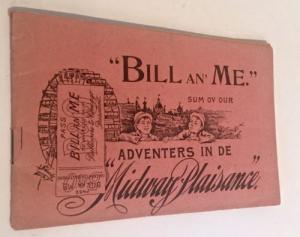 "BILL AN' ME."
SUM OV OUR
PASS
BILL AN' ME
"ADVENTERS IN DE
"Midway Plaisance."